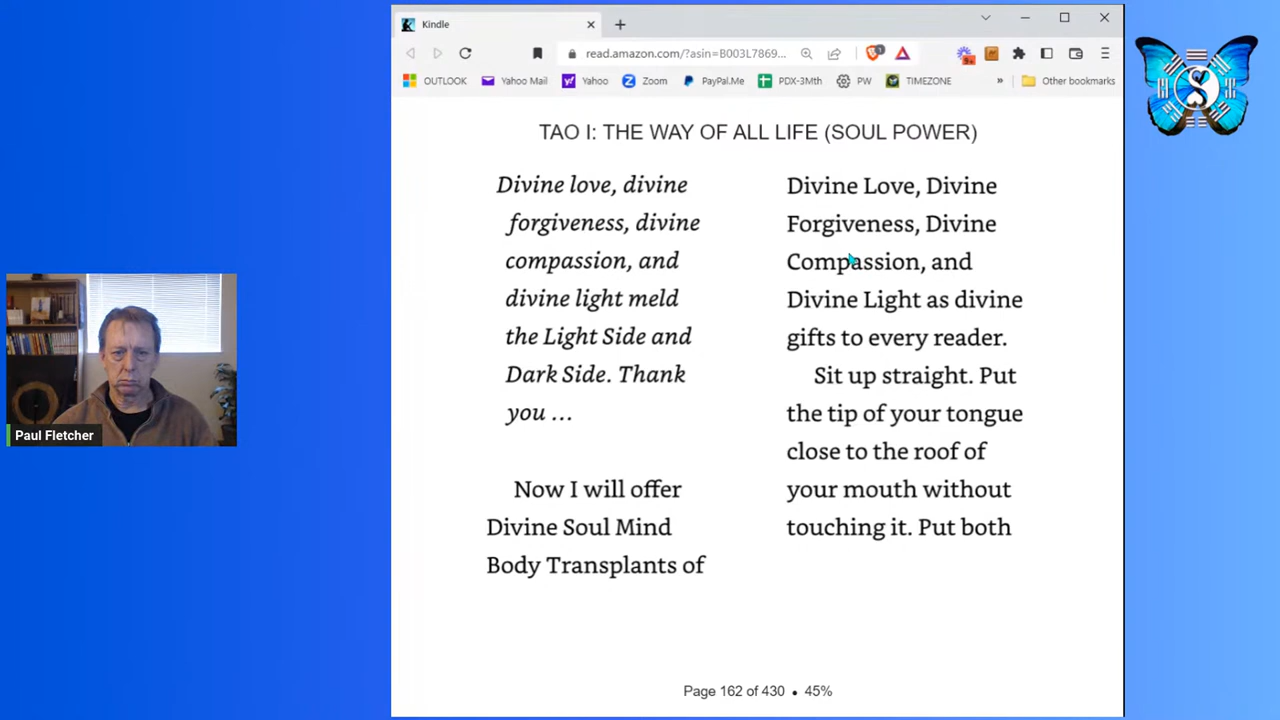 Kindle
read.amazon.com/?asin=B003L7869...
1
9+
OUTLOOK
Yahoo Mail
Yahoo
Zoom
PayPal.Me
PDX-3Mth
PW
TIMEZONE
»
Other bookmarks
TAO I: THE WAY OF ALL LIFE (SOUL POWER)
Divine love, divine
forgiveness, divine
compassion, and
divine light meld
the Light Side and
Dark Side. Thank
you …
Now I will offer
Divine Soul Mind
Body Transplants of
Divine Love, Divine
Forgiveness, Divine
Compassion, and
Divine Light as divine
gifts to every reader.
Sit up straight. Put
the tip of your tongue
close to the roof of
your mouth without
touching it. Put both
Page 162 of 430 • 45%
Paul Fletcher